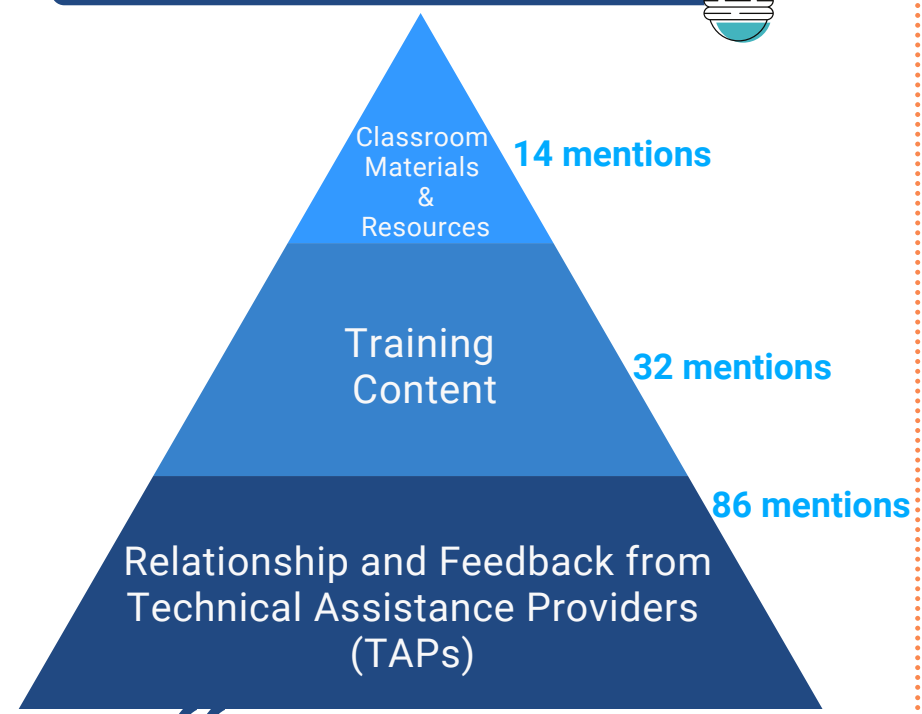 Classroom
Materials
&
Resources
14 mentions
Training
Content
32 mentions
86 mentions
Relationship and Feedback from
Technical Assistance Providers
(TAPs)